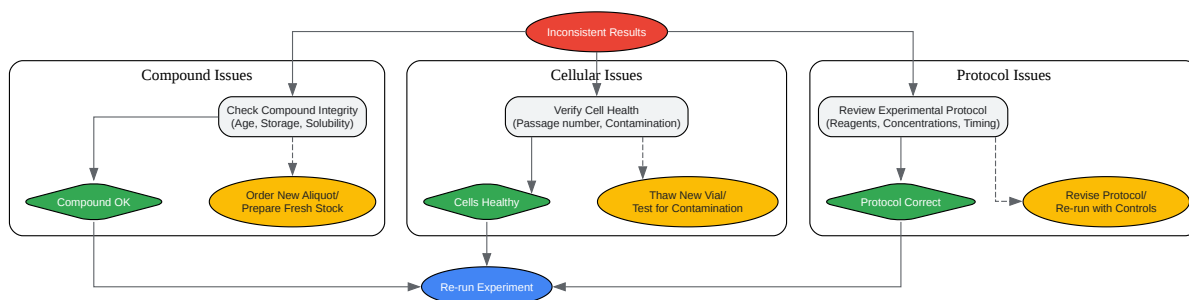 Inconsistent Results
Compound Issues
Cellular Issues
Protocol Issues
Check Compound Integrity
(Age, Storage, Solubility)
Verify Cell Health
(Passage number, Contamination)
Review Experimental Protocol
(Reagents, Concentrations, Timing)
Compound OK
Order New Aliquot/
Prepare Fresh Stock
Cells Healthy
Thaw New Vial/
Test for Contamination
Protocol Correct
Revise Protocol/
Re-run with Controls
Re-run Experiment